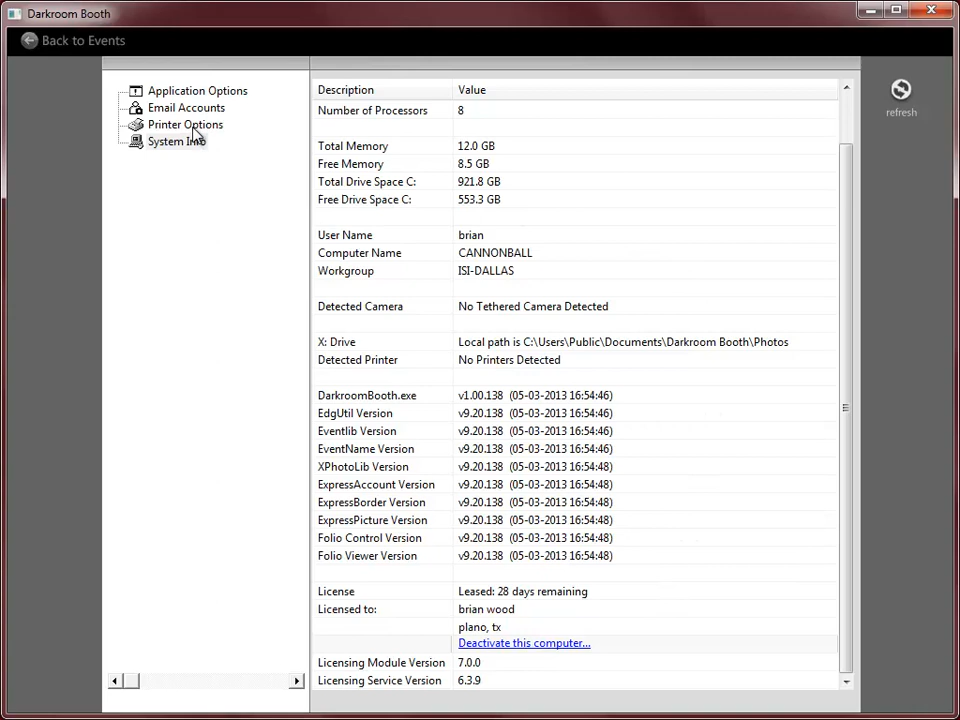 Darkroom Booth
Back to Events
Application Options
Email Accounts
Printer Options
System Info
refresh
Description Value
Number of Processors 8
Total Memory 12.0 GB
Free Memory 8.5 GB
Total Drive Space C: 921.8 GB
Free Drive Space C: 553.3 GB
User Name brian
Computer Name CANNONBALL
Workgroup ISI-DALLAS
Detected Camera No Tethered Camera Detected
X: Drive Local path is C:\Users\Public\Documents\Darkroom Booth\Photos
Detected Printer No Printers Detected
DarkroomBooth.exe v1.00.138 (05-03-2013 16:54:46)
EdgUtil Version v9.20.138 (05-03-2013 16:54:46)
Eventlib Version v9.20.138 (05-03-2013 16:54:46)
EventName Version v9.20.138 (05-03-2013 16:54:46)
XPhotoLib Version v9.20.138 (05-03-2013 16:54:48)
ExpressAccount Version v9.20.138 (05-03-2013 16:54:48)
ExpressBorder Version v9.20.138 (05-03-2013 16:54:48)
ExpressPicture Version v9.20.138 (05-03-2013 16:54:48)
Folio Control Version v9.20.138 (05-03-2013 16:54:48)
Folio Viewer Version v9.20.138 (05-03-2013 16:54:48)
License Leased: 28 days remaining
Licensed to: brian wood
plano, tx
Deactivate this computer...
Licensing Module Version 7.0.0
Licensing Service Version 6.3.9